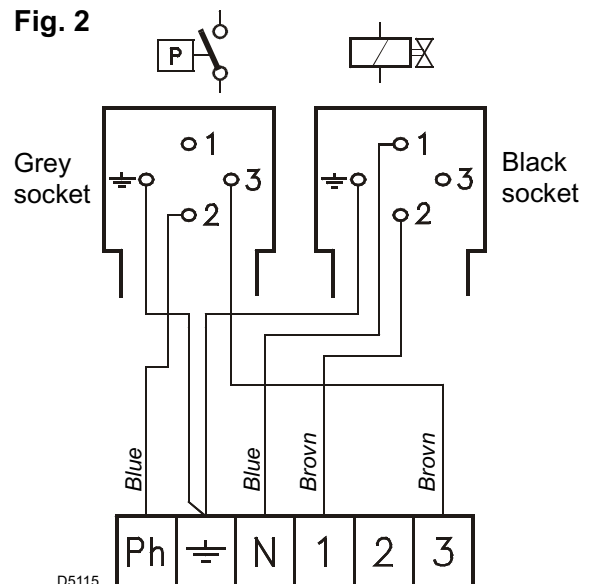 Fig. 2
P
Grey
socket
1
3
2
1
3
2
Black
socket
Blue
Blue
Brovn
Brovn
Ph
N
1
2
3
D5115